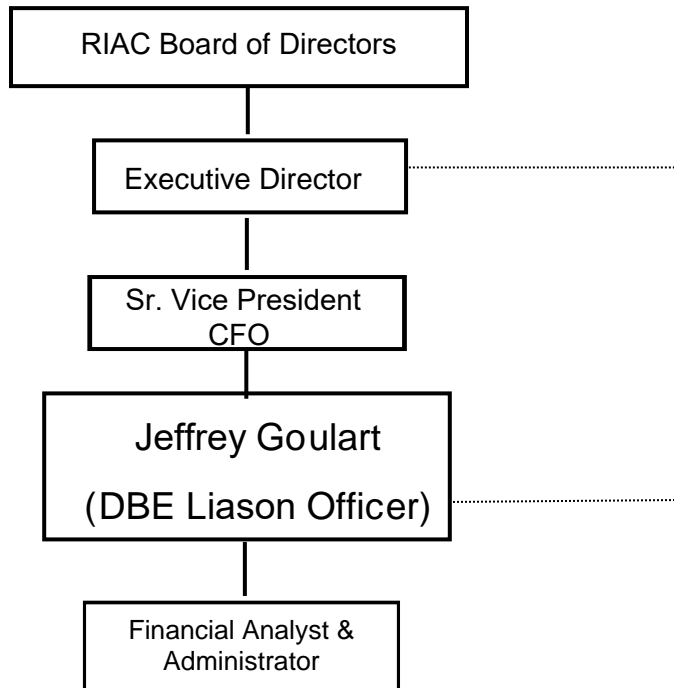 RIAC Board of Directors
Executive Director
Sr. Vice President
CFO
Jeffrey Goulart
(DBE Liason Officer)
Financial Analyst &
Administrator